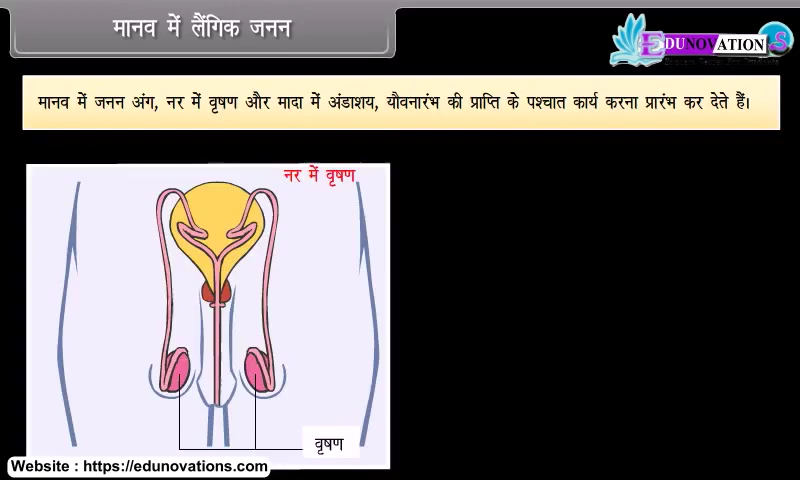 मानव में लैंगिक जनन
EDUNOVATION S
मानव में जनन अंग, नर में वृषण और मादा में अंडाशय, यौवनारंभ की प्राप्ति के पश्चात कार्य करना प्रारंभ कर देते हैं।
नर में वृषण
वृषण
Website : https://edunovations.com